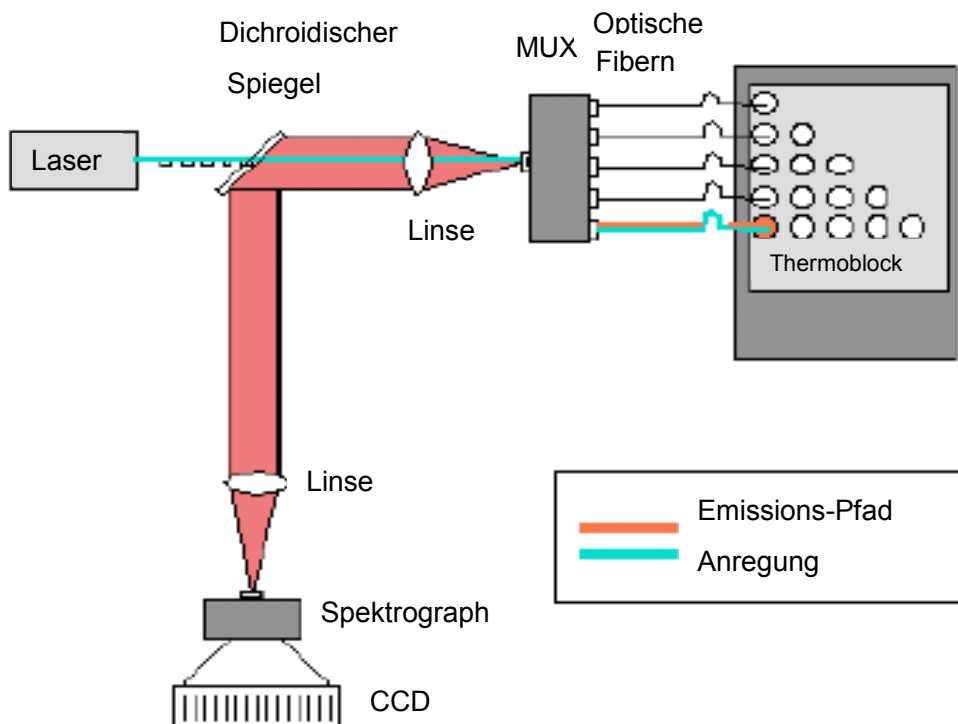 Dichroidischer
Spiegel
MUX
Optische
Fibern
Laser
Linse
Thermoblock
Linse
Emissions-Pfad
Anregung
Spektrograph
CCD